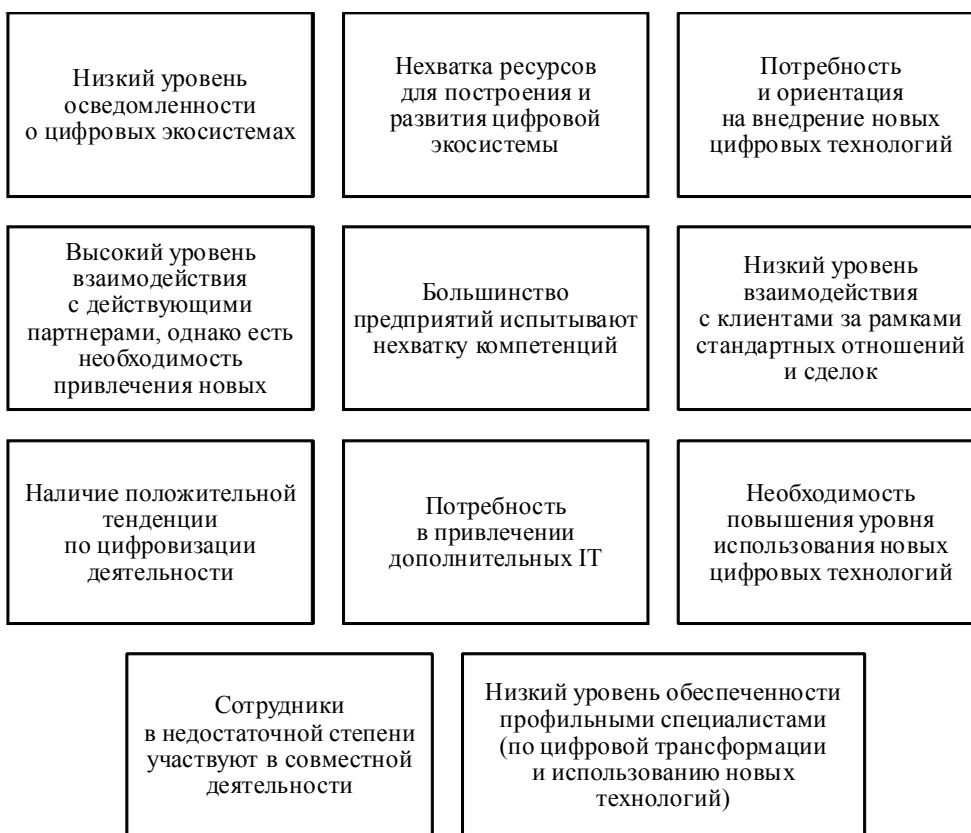 Низкий уровень
осведомленности
о цифровых экосистемах
Нехватка ресурсов
для построения и
развития цифровой
экосистемы
Потребность
и ориентация
на внедрение новых
цифровых технологий
Высокий уровень
взаимодействия
с действующими
партнерами, однако есть
необходимость
привлечения новых
Большинство
предприятий испытывают
нехватку компетенций
Низкий уровень
взаимодействия
с клиентами за рамками
стандартных отношений
и сделок
Наличие положительной
тенденции
по цифровизации
деятельности
Потребность
в привлечении
дополнительных IT
Необходимость
повышения уровня
использования новых
цифровых технологий
Сотрудники
в недостаточной степени
участвуют в совместной
деятельности
Низкий уровень обеспеченности
профильными специалистами
(по цифровой трансформации
и использованию новых
технологий)